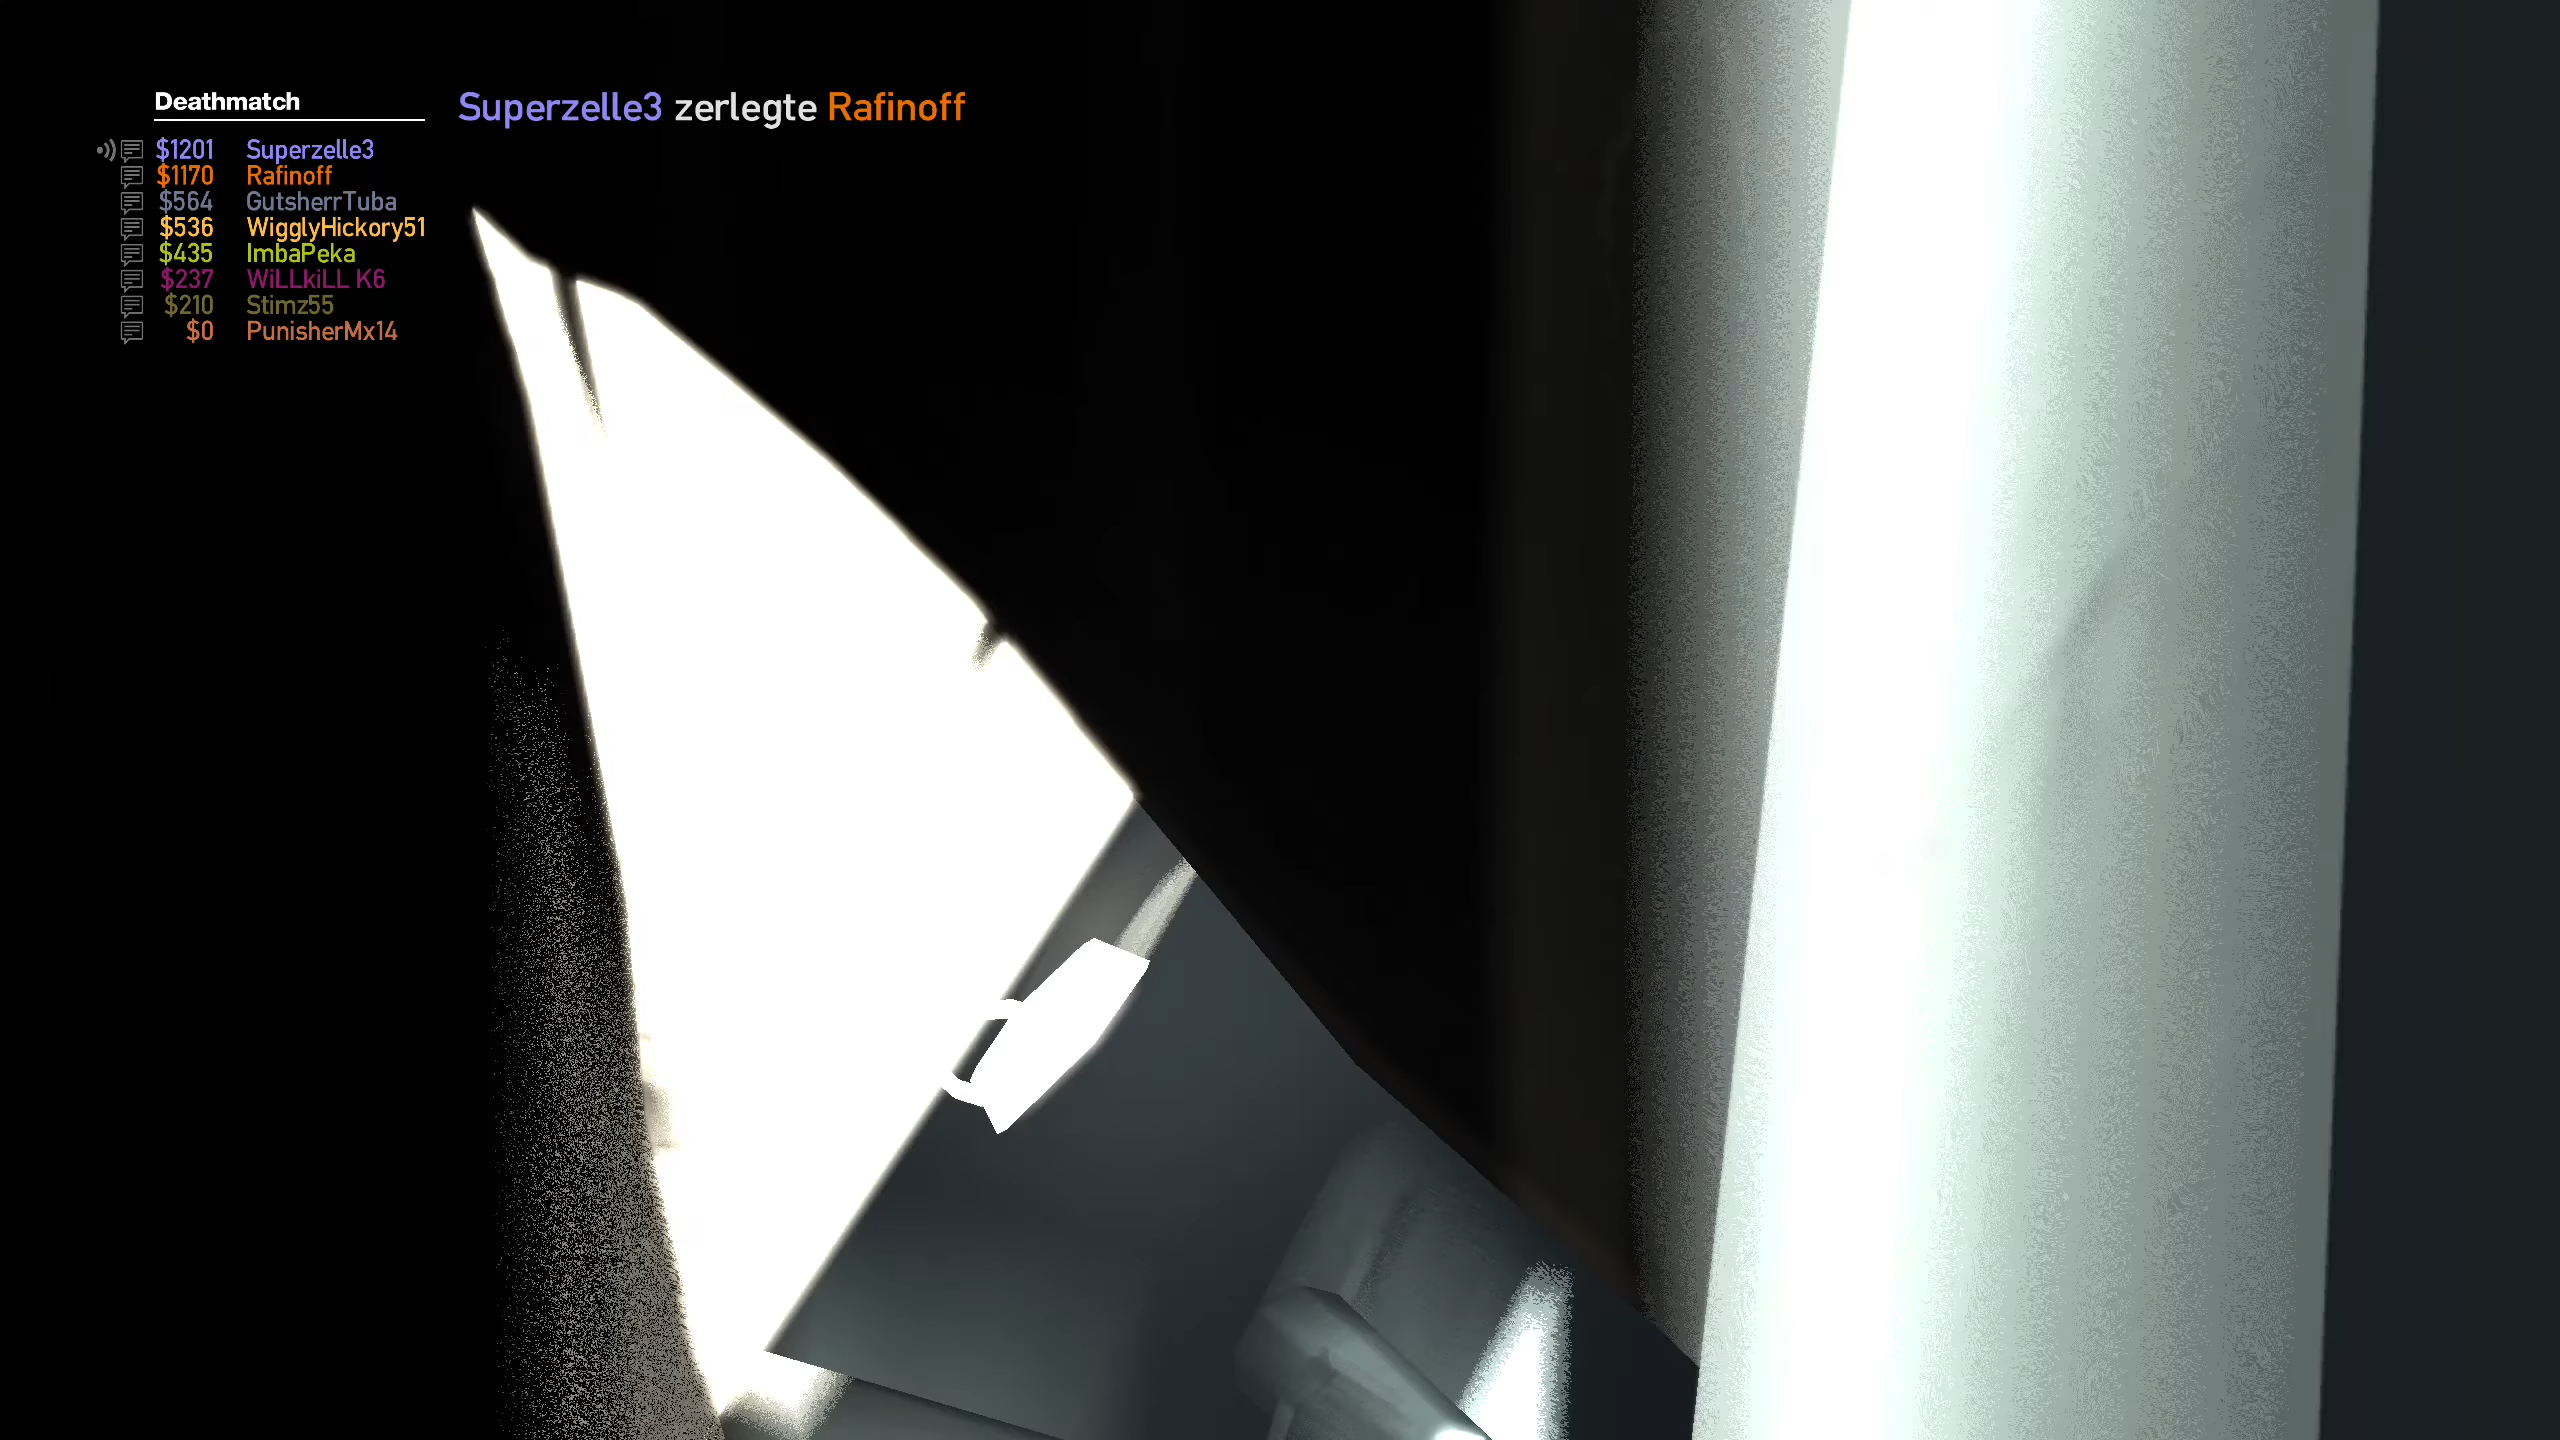 Deathmatch
Superzelle3 zerlegte Rafinoff
$1201 Superzelle3
$1170 Rafinoff
$564 GutsherrTuba
$536 WigglyHickory51
$435 ImbaPeka
$237 WiLLkiLL K6
$210 Stimz55
$0 PunisherMx14